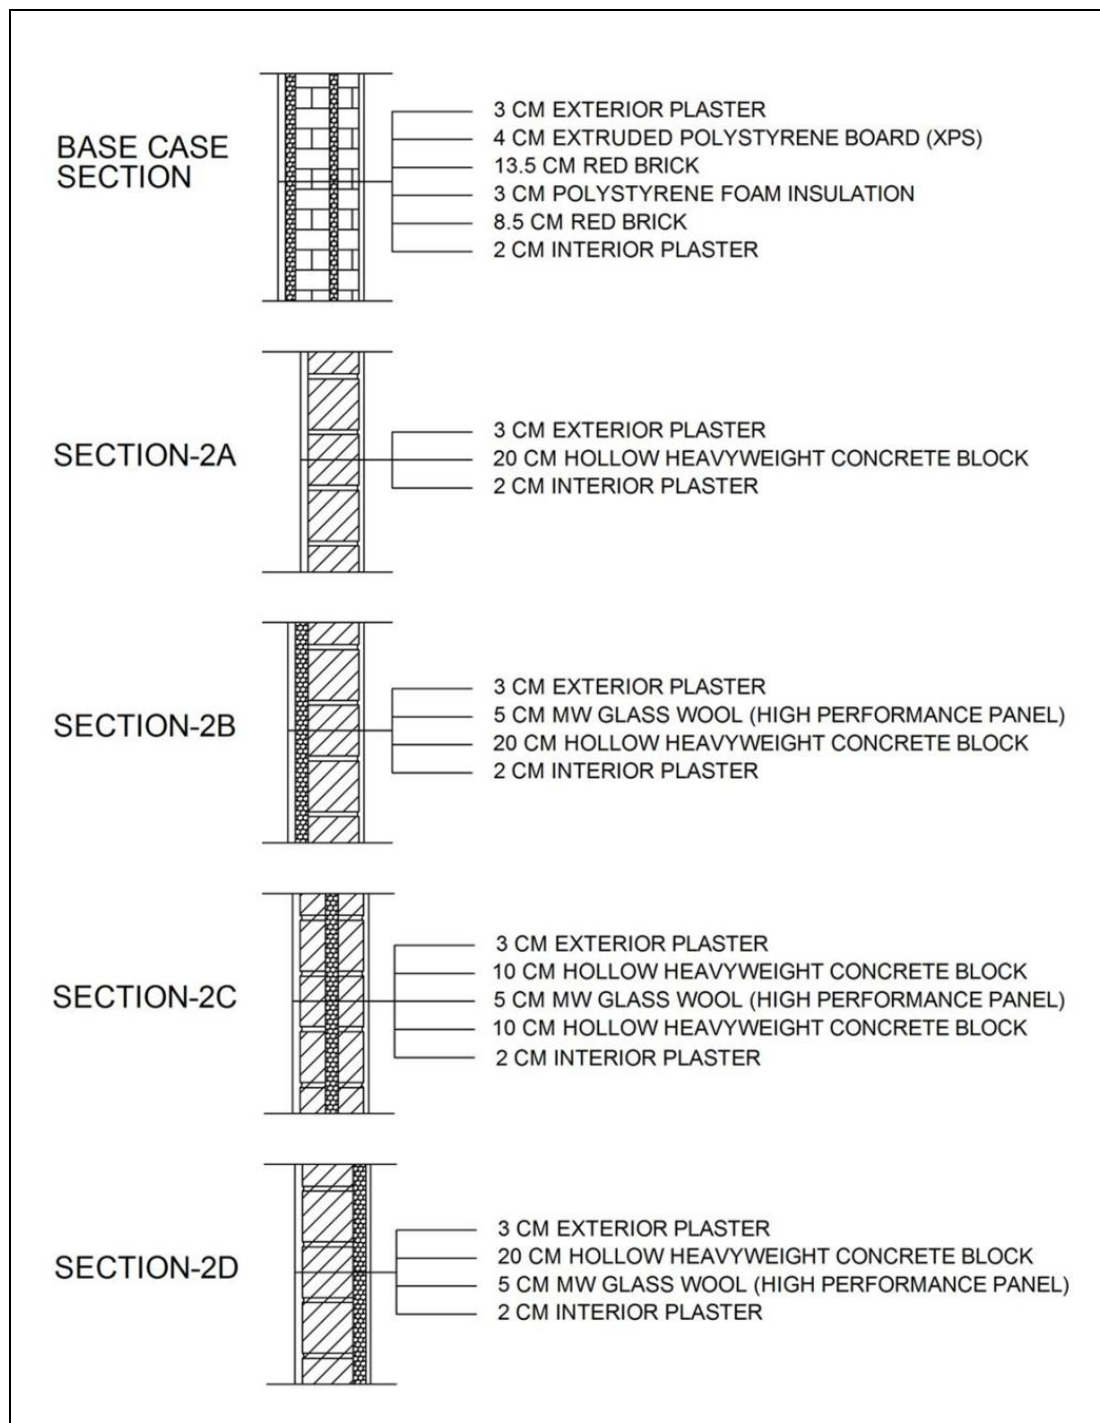 BASE CASE
SECTION
3 CM EXTERIOR PLASTER
4 CM EXTRUDED POLYSTYRENE BOARD (XPS)
13.5 CM RED BRICK
3 CM POLYSTYRENE FOAM INSULATION
8.5 CM RED BRICK
2 CM INTERIOR PLASTER
SECTION-2A
3 CM EXTERIOR PLASTER
20 CM HOLLOW HEAVYWEIGHT CONCRETE BLOCK
2 CM INTERIOR PLASTER
SECTION-2B
3 CM EXTERIOR PLASTER
5 CM MW GLASS WOOL (HIGH PERFORMANCE PANEL)
20 CM HOLLOW HEAVYWEIGHT CONCRETE BLOCK
2 CM INTERIOR PLASTER
SECTION-2C
3 CM EXTERIOR PLASTER
10 CM HOLLOW HEAVYWEIGHT CONCRETE BLOCK
5 CM MW GLASS WOOL (HIGH PERFORMANCE PANEL)
10 CM HOLLOW HEAVYWEIGHT CONCRETE BLOCK
2 CM INTERIOR PLASTER
SECTION-2D
3 CM EXTERIOR PLASTER
20 CM HOLLOW HEAVYWEIGHT CONCRETE BLOCK
5 CM MW GLASS WOOL (HIGH PERFORMANCE PANEL)
2 CM INTERIOR PLASTER